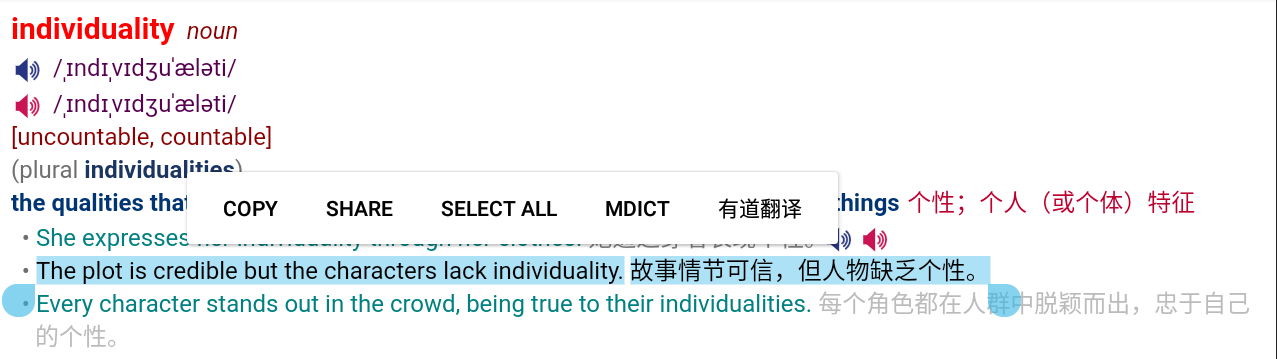 individuality noun
/ˌɪndɪˌvɪdʒuˈæləti/
/ˌɪndɪˌvɪdʒuˈæləti/
[uncountable, countable]
(plural individualities)
the qualities that things 个性；个人（或个体）特征
COPY SHARE SELECT ALL MDICT 有道翻译
• She expresses
• The plot is credible but the characters lack individuality. 故事情节可信，但人物缺乏个性。
• Every character stands out in the crowd, being true to their individualities. 每个角色都在人群中脱颖而出，忠于自己
的个性。